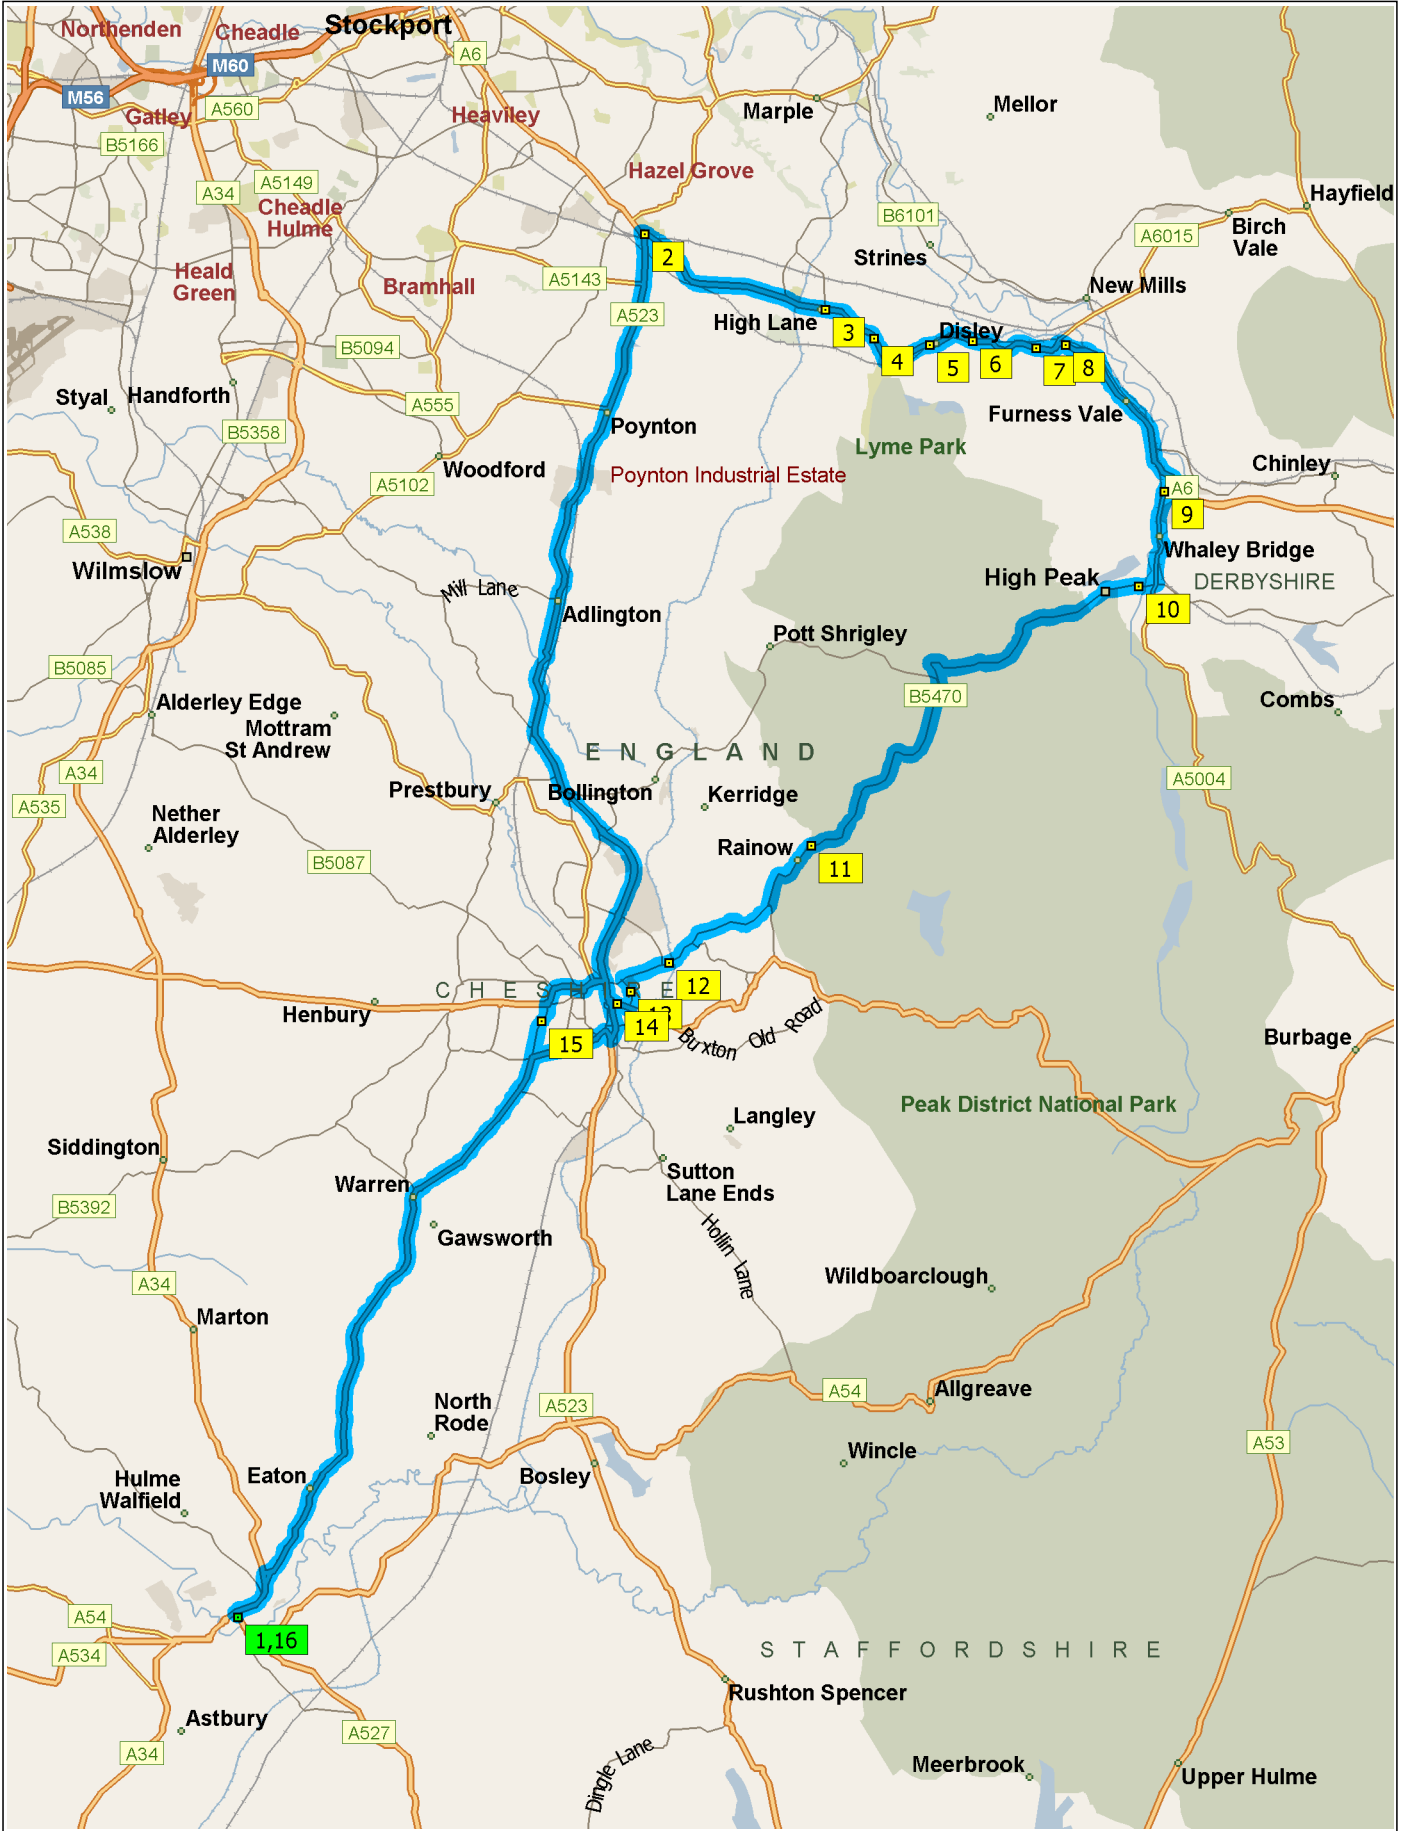 Northenden
Cheadle
Stockport
M60
A6
M56
A560
Gatley
Heaviley
Marple
Mellor
B5166
Hazel Grove
A34
A5149
Cheadle
Hulme
B6101
Hayfield
Birch
Vale
A6015
Strines
2
Heald
Green
Bramhall
A5143
New Mills
A523
High Lane
3
Disley
B5094
4
5
6
7
8
Styal
Handforth
A555
Furness Vale
B5358
Poynton
Lyme Park
Woodford
Poynton Industrial Estate
Chinley
A5102
A6
9
A538
Whaley Bridge
Wilmslow
High Peak
DERBYSHIRE
Mill Lane
10
Adlington
Pott Shrigley
B5085
B5470
Alderley Edge
Combs
Mottram
St Andrew
ENGLAND
A34
A5004
Prestbury
Bollington
Kerridge
A535
Nether
Alderley
Rainow
B5087
11
CHESHIRE
12
Henbury
13
14
15
Buxton Old Road
Burbage
Peak District National Park
Langley
Siddington
Sutton
Lane Ends
Warren
B5392
Gawsworth
Hollin Lane
A34
Wildboarclough
Marton
A54
Allgreave
North
Rode
A523
A53
Wincle
Hulme
Walfield
Eaton
Bosley
A54
1,16
A534
STAFFORDSHIRE
Rushton Spencer
Astbury
A527
A34
Dingle Lane
Meerbrook
Upper Hulme